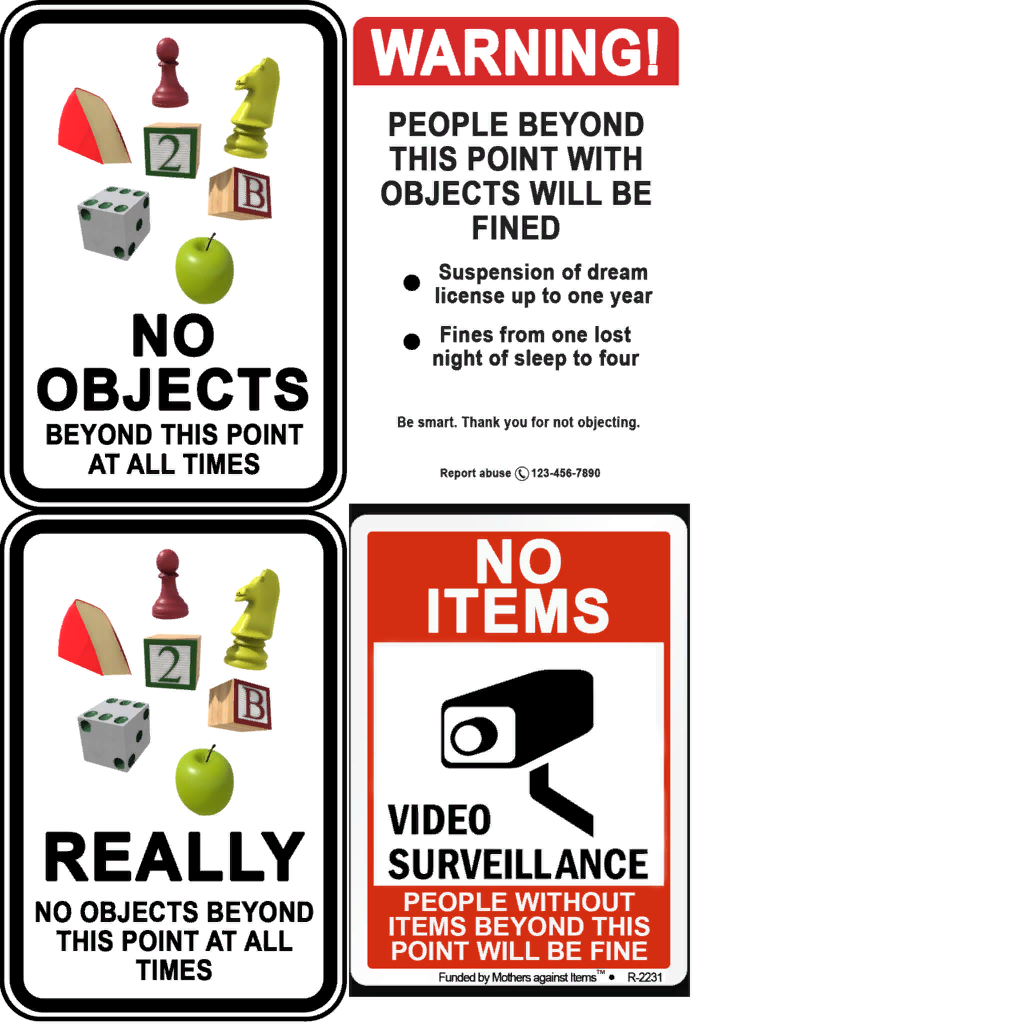 2
B
NO
OBJECTS
BEYOND THIS POINT
AT ALL TIMES
WARNING!
PEOPLE BEYOND
THIS POINT WITH
OBJECTS WILL BE
FINED
● Suspension of dream
license up to one year
● Fines from one lost
night of sleep to four
Be smart. Thank you for not objecting.
Report abuse 123-456-7890
2
B
REALLY
NO OBJECTS BEYOND
THIS POINT AT ALL
TIMES
NO
ITEMS
VIDEO
SURVEILLANCE
PEOPLE WITHOUT
ITEMS BEYOND THIS
POINT WILL BE FINE
Funded by Mothers against Items™ ● R-2231